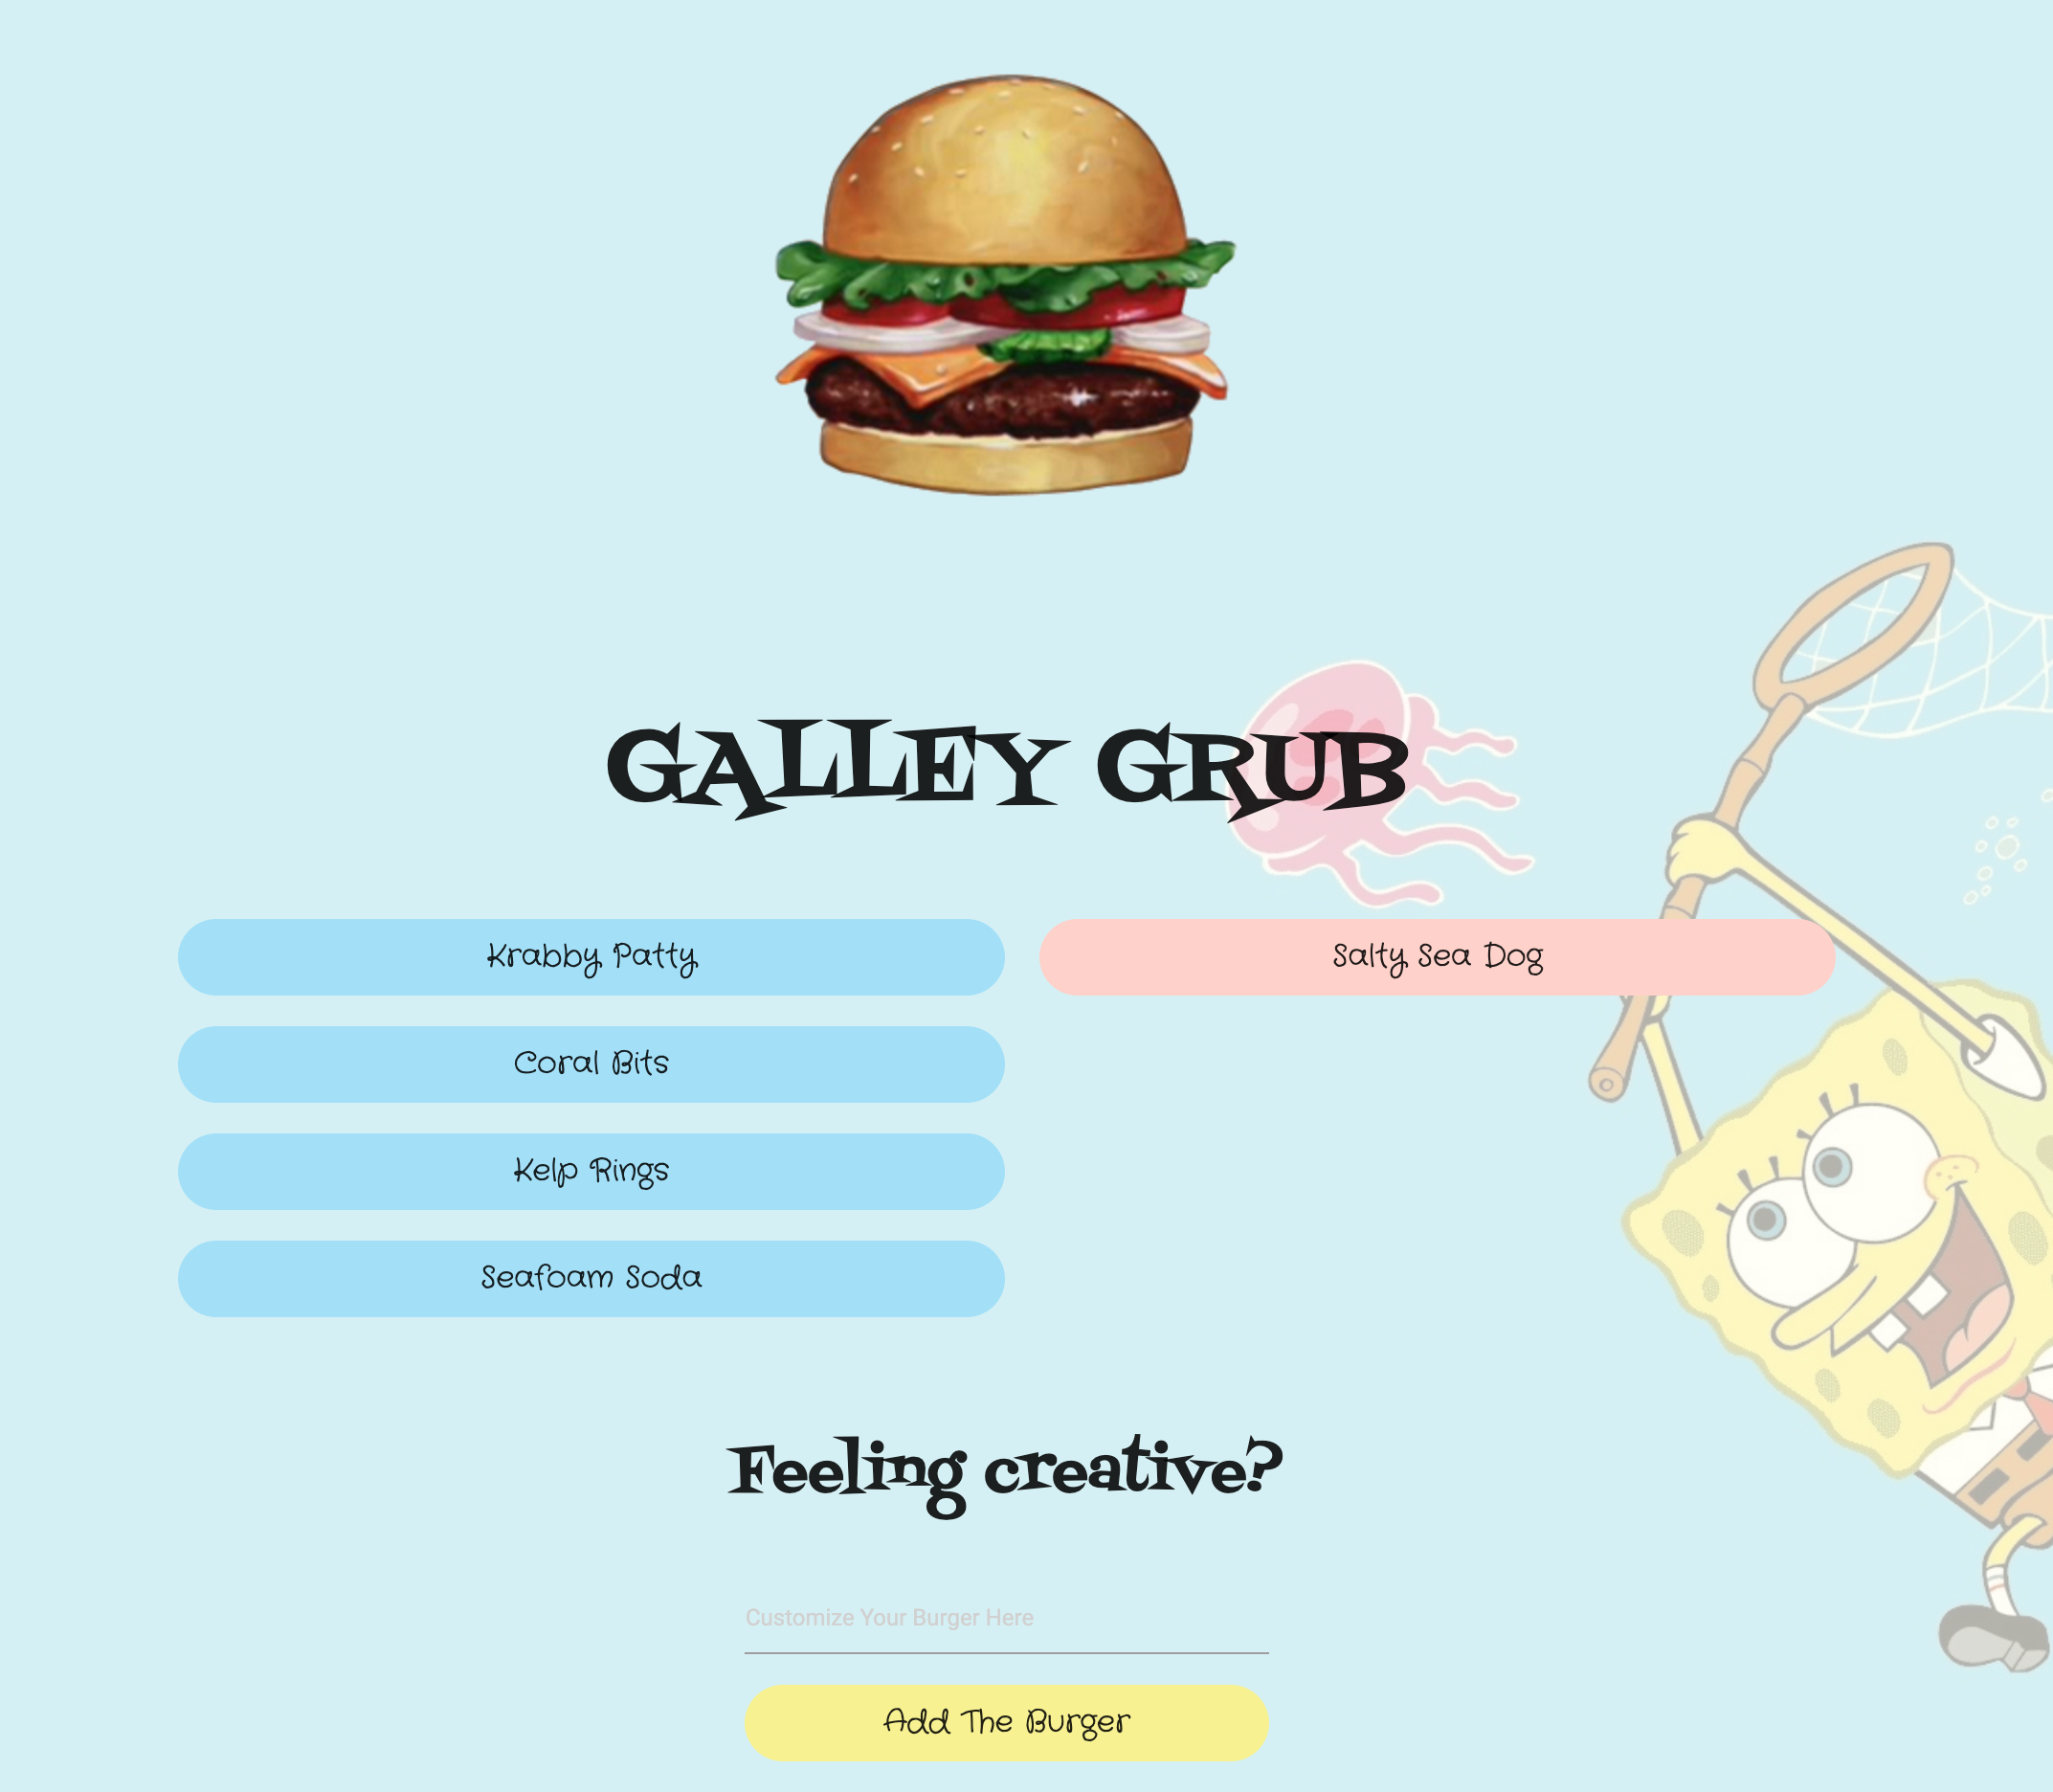 GALLEY GRUB
Krabby Patty
Salty Sea Dog
Coral Bits
Kelp Rings
Seafoam Soda
Feeling creative?
Customize Your Burger Here
Add The Burger